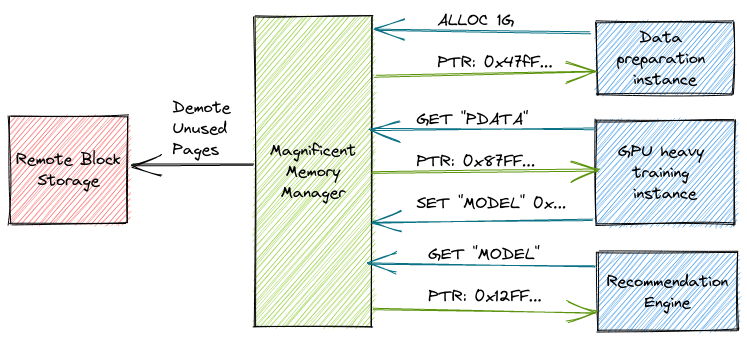 ALLOC 1G
PTR: 0x47fF...
Data
preparation
instance
Demote
Unused
Pages
Remote Block
Storage
Magnificent
Memory
Manager
GET "PDATA"
PTR: 0x87FF...
SET "MODEL" 0x...
GPU heavy
training
instance
GET "MODEL"
PTR: 0x12FF...
Recommendation
Engine